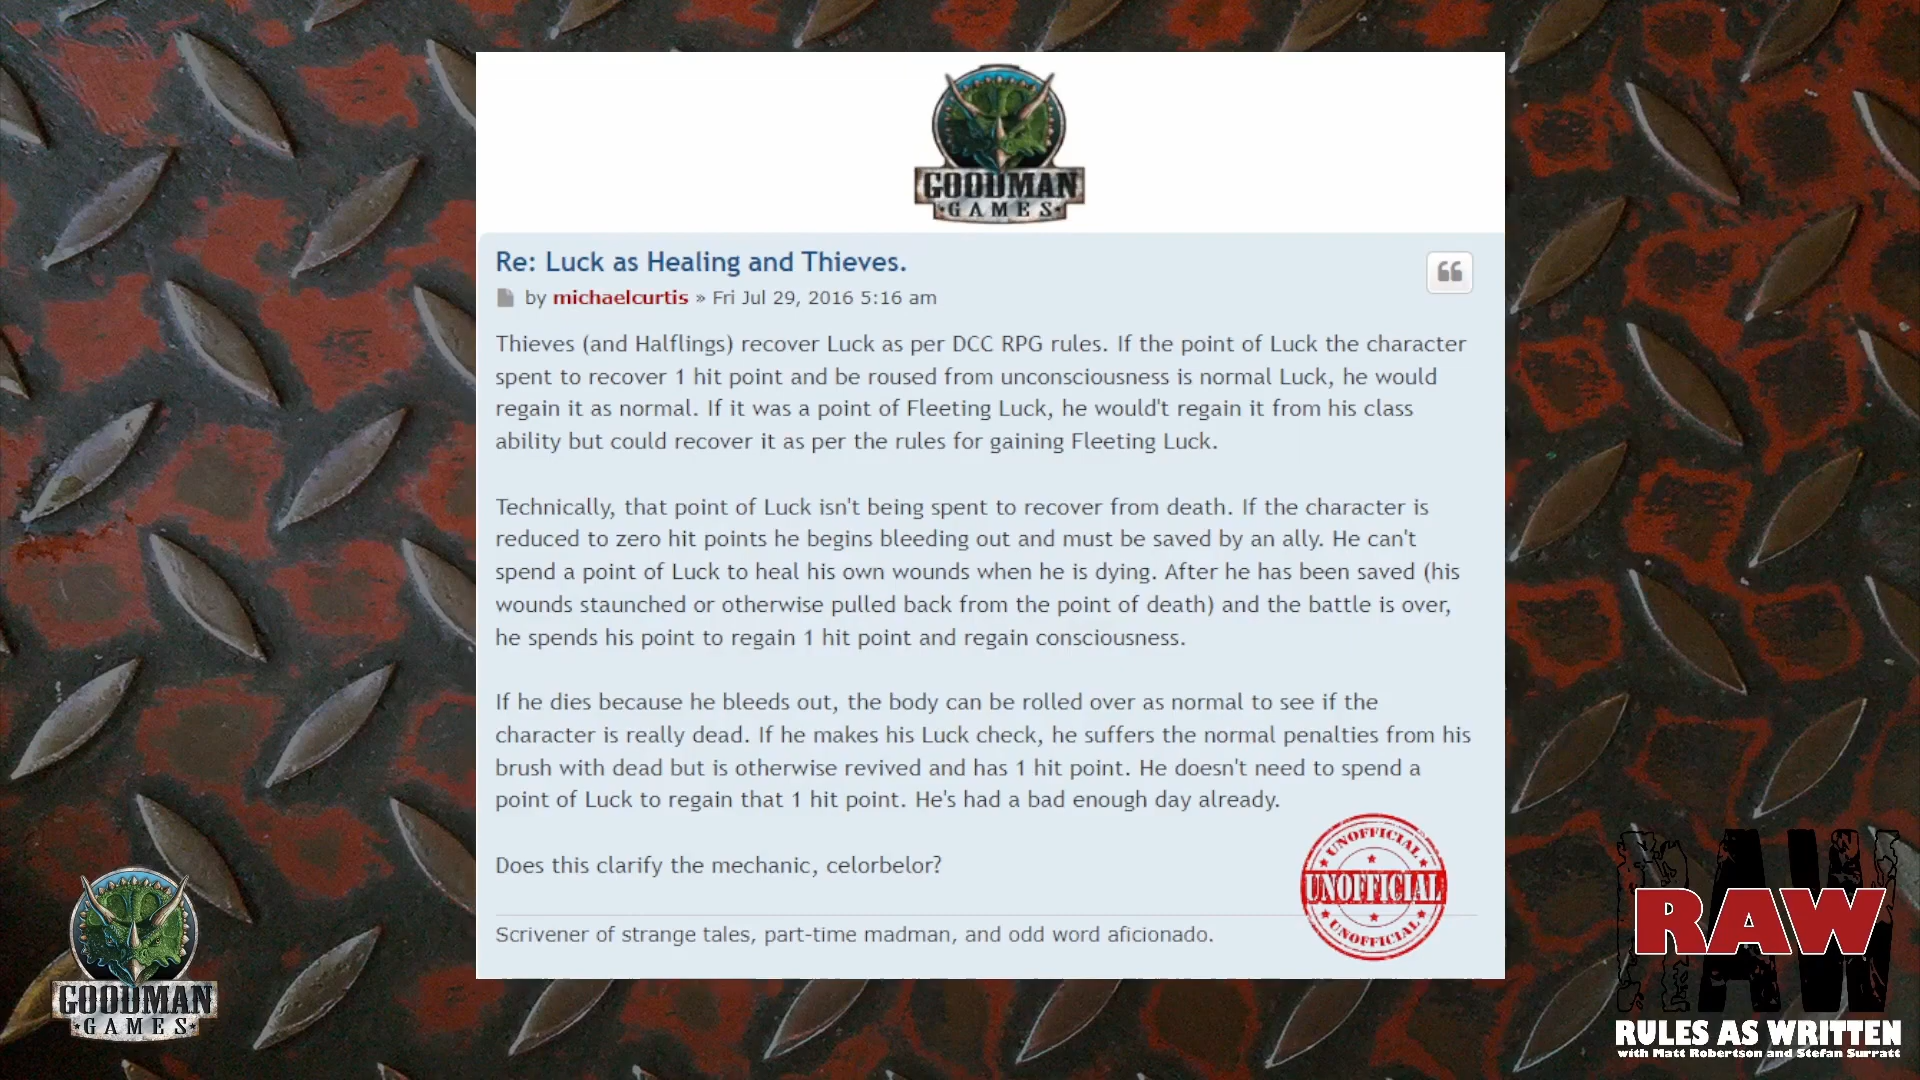 GOODMAN
GAMES
Re: Luck as Healing and Thieves.
by michaelcurtis » Fri Jul 29, 2016 5:16 am
Thieves (and Halflings) recover Luck as per DCC RPG rules. If the point of Luck the character
spent to recover 1 hit point and be roused from unconsciousness is normal Luck, he would
regain it as normal. If it was a point of Fleeting Luck, he would't regain it from his class
ability but could recover it as per the rules for gaining Fleeting Luck.
Technically, that point of Luck isn't being spent to recover from death. If the character is
reduced to zero hit points he begins bleeding out and must be saved by an ally. He can't
spend a point of Luck to heal his own wounds when he is dying. After he has been saved (his
wounds staunched or otherwise pulled back from the point of death) and the battle is over,
he spends his point to regain 1 hit point and regain consciousness.
If he dies because he bleeds out, the body can be rolled over as normal to see if the
character is really dead. If he makes his Luck check, he suffers the normal penalties from his
brush with dead but is otherwise revived and has 1 hit point. He doesn't need to spend a
point of Luck to regain that 1 hit point. He's had a bad enough day already.
Does this clarify the mechanic, celorbelor?
UNOFFICIAL
UNOFFICIAL
UNOFFICIAL
Scrivener of strange tales, part-time madman, and odd word aficionado.
GOODMAN
GAMES
RAW
RAW
RULES AS WRITTEN
with Matt Robertson and Stefan Surratt